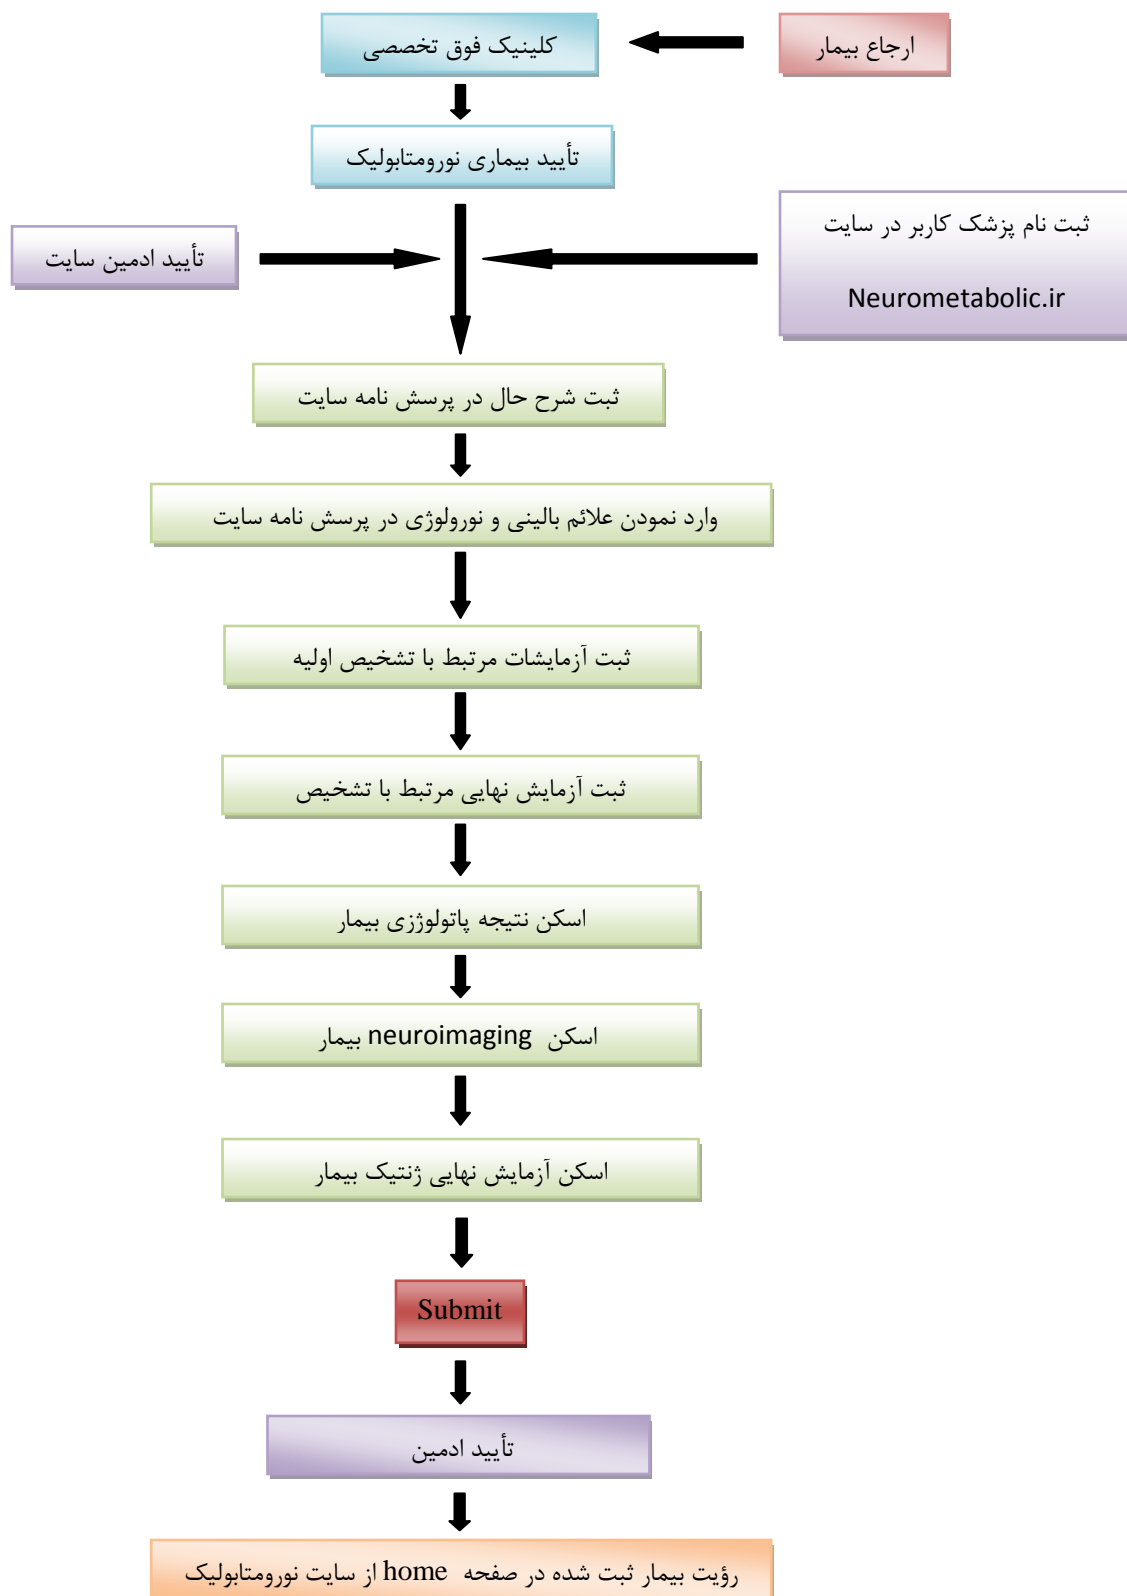 ارجاع بیمار
کلینیک فوق تخصصی
تأیید بیماری نورومتابولیک
ثبت نام پزشک کاربر در سایت
Neurometabolic.ir
تأیید ادمین سایت
ثبت شرح حال در پرسش نامه سایت
وارد نمودن علائم بالینی و نورولوژی در پرسش نامه سایت
ثبت آزمایشات مرتبط با تشخیص اولیه
ثبت آزمایش نهایی مرتبط با تشخیص
اسکن نتیجه پاتولوژزی بیمار
اسکن neuroimaging بیمار
اسکن آزمایش نهایی ژنتیک بیمار
Submit
تأیید ادمین
رؤیت بیمار ثبت شده در صفحه home از سایت نورومتابولیک